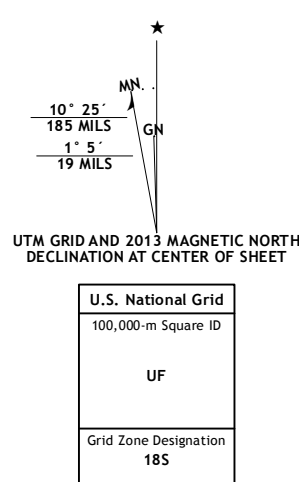 MN
10° 25´
185 MILS
GN
1° 5´
19 MILS
UTM GRID AND 2013 MAGNETIC NORTH
DECLINATION AT CENTER OF SHEET
U.S. National Grid
100,000-m Square ID
UF
Grid Zone Designation
18S